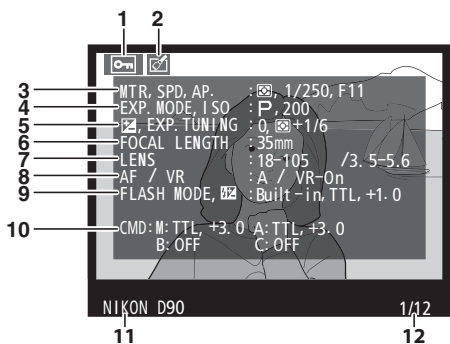 1 2
3 MTR, SPD, AP. : , 1/250, F11
4 EXP. MODE, ISO : P, 200
5 , EXP. TUNING : 0, +1/6
6 FOCAL LENGTH : 35mm
7 LENS : 18-105 /3. 5-5.6
8 AF / VR : A / VR-On
9 FLASH MODE, : Built-in, TTL, +1. 0
10 CMD: M: TTL, +3. 0 A: TTL, +3. 0
B: OFF C: OFF
NIKON D90 1/12
11 12